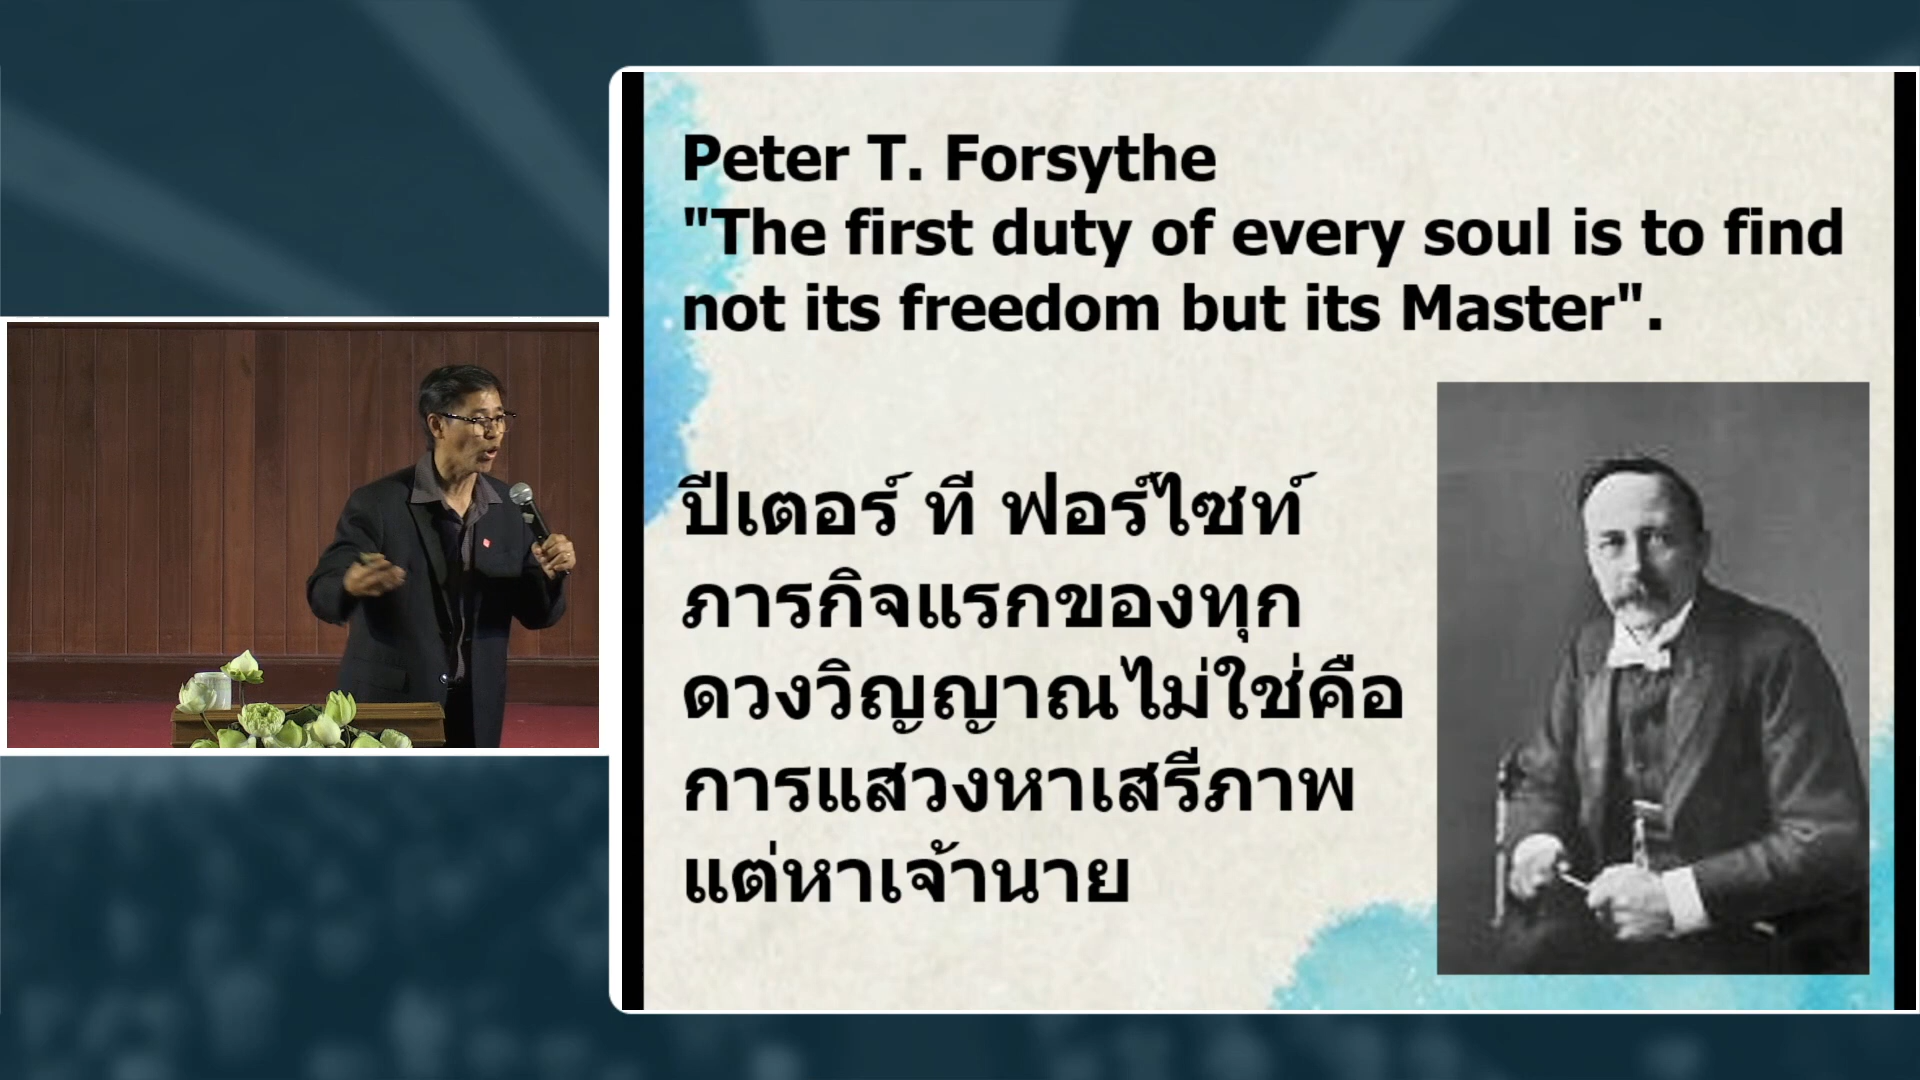 Peter T. Forsythe
"The first duty of every soul is to find
not its freedom but its Master".
ปีเตอร์ ที ฟอร์ไซท์
ภารกิจแรกของทุก
ดวงวิญญาณไม่ใช่คือ
การแสวงหาเสรีภาพ
แต่หาเจ้านาย